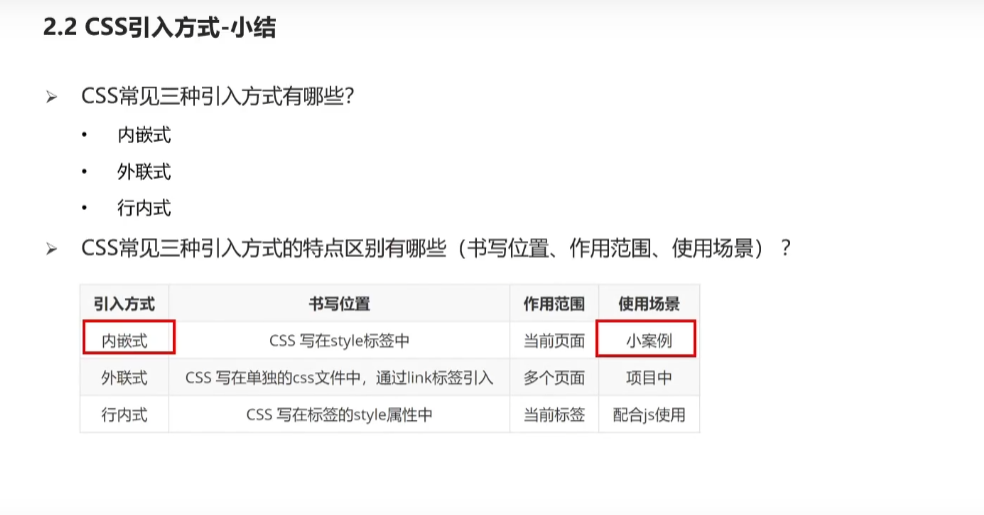 2.2 CSS引入方式-小结
➢ CSS常见三种引入方式有哪些?
• 内嵌式
• 外联式
• 行内式
➢ CSS常见三种引入方式的特点区别有哪些（书写位置、作用范围、使用场景）？
引入方式 书写位置 作用范围 使用场景
内嵌式 CSS 写在style标签中 当前页面 小案例
外联式 CSS 写在单独的css文件中，通过link标签引入 多个页面 项目中
行内式 CSS 写在标签的style属性中 当前标签 配合js使用